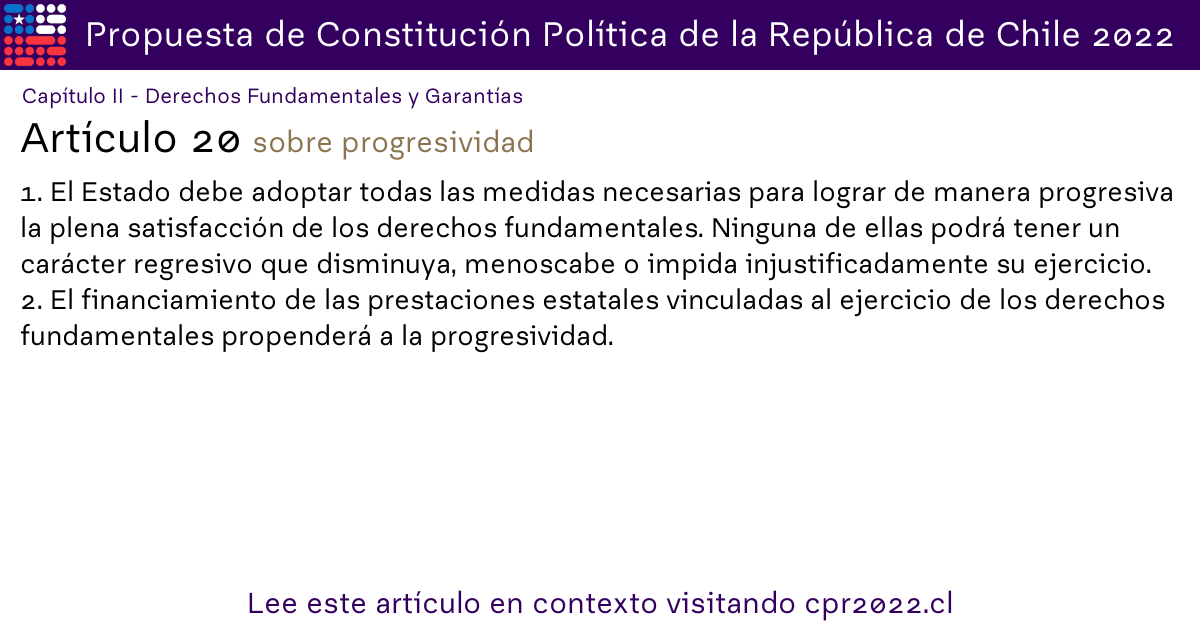 Propuesta de Constitución Política de la República de Chile 2022
Capítulo II - Derechos Fundamentales y Garantías
Artículo 20 sobre progresividad
1. El Estado debe adoptar todas las medidas necesarias para lograr de manera progresiva
la plena satisfacción de los derechos fundamentales. Ninguna de ellas podrá tener un
carácter regresivo que disminuya, menoscabe o impida injustificadamente su ejercicio.
2. El financiamiento de las prestaciones estatales vinculadas al ejercicio de los derechos
fundamentales propenderá a la progresividad.
Lee este artículo en contexto visitando cpr2022.cl